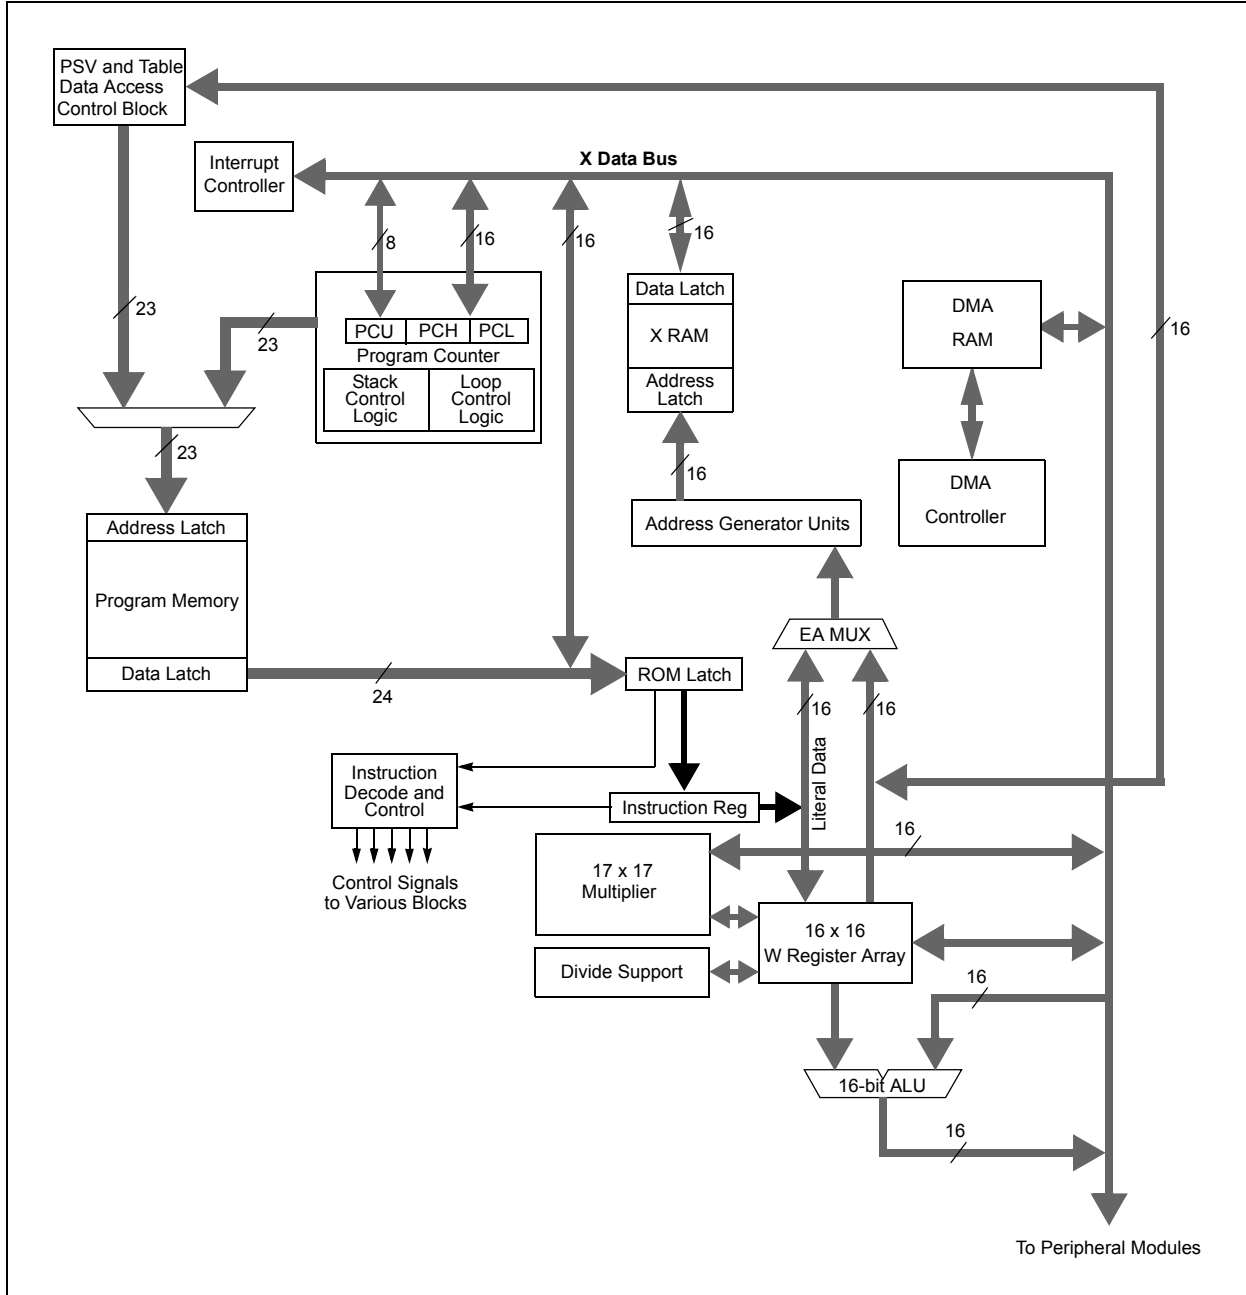 PSV and Table
Data Access
Control Block
Interrupt
Controller
X Data Bus
8
16
16
16
23
23
PCU
PCH
PCL
Program Counter
Stack
Control
Logic
Loop
Control
Logic
Data Latch
X RAM
Address
Latch
DMA
RAM
16
23
16
Address Generator Units
DMA
Controller
Address Latch
Program Memory
Data Latch
24
EA MUX
ROM Latch
16
16
Literal Data
Instruction
Decode and
Control
Instruction Reg
Control Signals
to Various Blocks
17 x 17
Multiplier
16
16 x 16
W Register Array
Divide Support
16
16-bit ALU
16
To Peripheral Modules